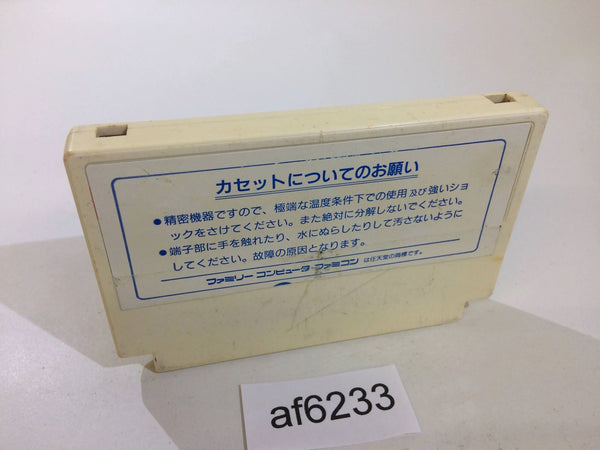 カセットについてのお願い
●精密機器ですので、極端な温度条件下での使用及び強いショ
ックをさけてください。また絶対に分解しないでください。
●端子部に手を触れたり、水にぬらしたりして汚さないように
してください。故障の原因となります。
ファミリー コンピュータ ファミコン は任天堂の商標です。
af6233